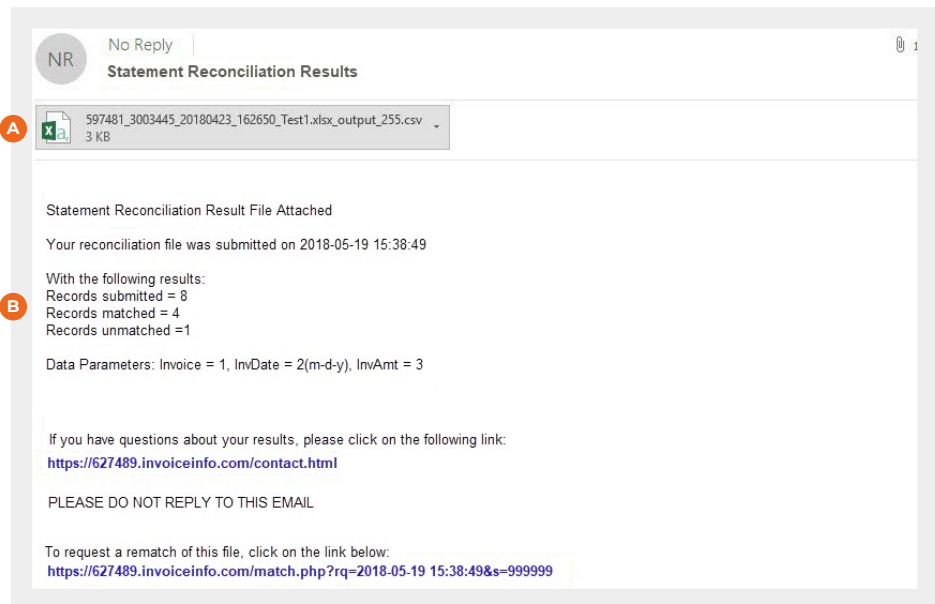 NR
No Reply
1
Statement Reconciliation Results
A
a,
597481_3003445_20180423_162650_Test1.xlsx_output_255.csv
3 KB
Statement Reconciliation Result File Attached
Your reconciliation file was submitted on 2018-05-19 15:38:49
With the following results:
B
Records submitted = 8
Records matched = 4
Records unmatched =1
Data Parameters: Invoice = 1, InvDate = 2(m-d-y), InvAmt = 3
If you have questions about your results, please click on the following link:
https://627489.invoiceinfo.com/contact.html
PLEASE DO NOT REPLY TO THIS EMAIL
To request a rematch of this file, click on the link below:
https://627489.invoiceinfo.com/match.php?rq=2018-05-19 15:38:49&s=999999